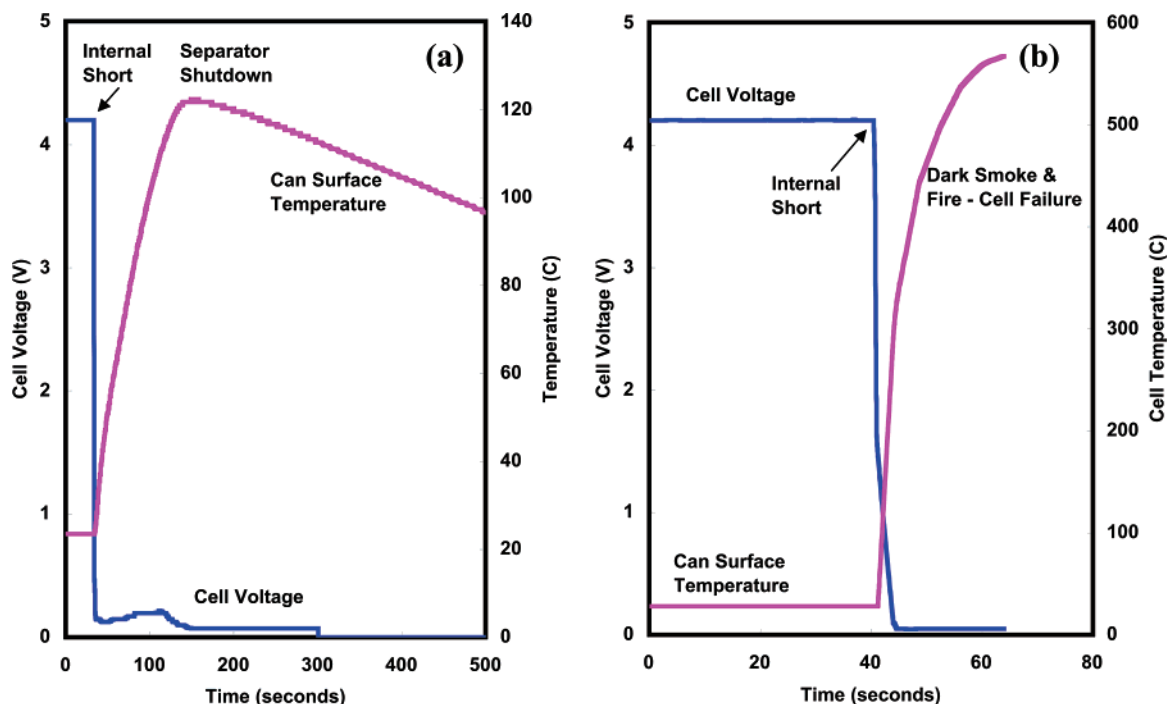 (a)
Internal
Short
Separator
Shutdown
Can Surface
Temperature
Cell Voltage
Cell Voltage (V)
5
4
3
2
1
0
Temperature (C)
140
120
100
80
60
40
20
0
0 100 200 300 400 500
Time (seconds)
(b)
Cell Voltage
Internal
Short
Dark Smoke &
Fire - Cell Failure
Can Surface
Temperature
Cell Voltage (V)
5
4
3
2
1
0
Cell Temperature (C)
600
500
400
300
200
100
0
0 20 40 60 80
Time (seconds)